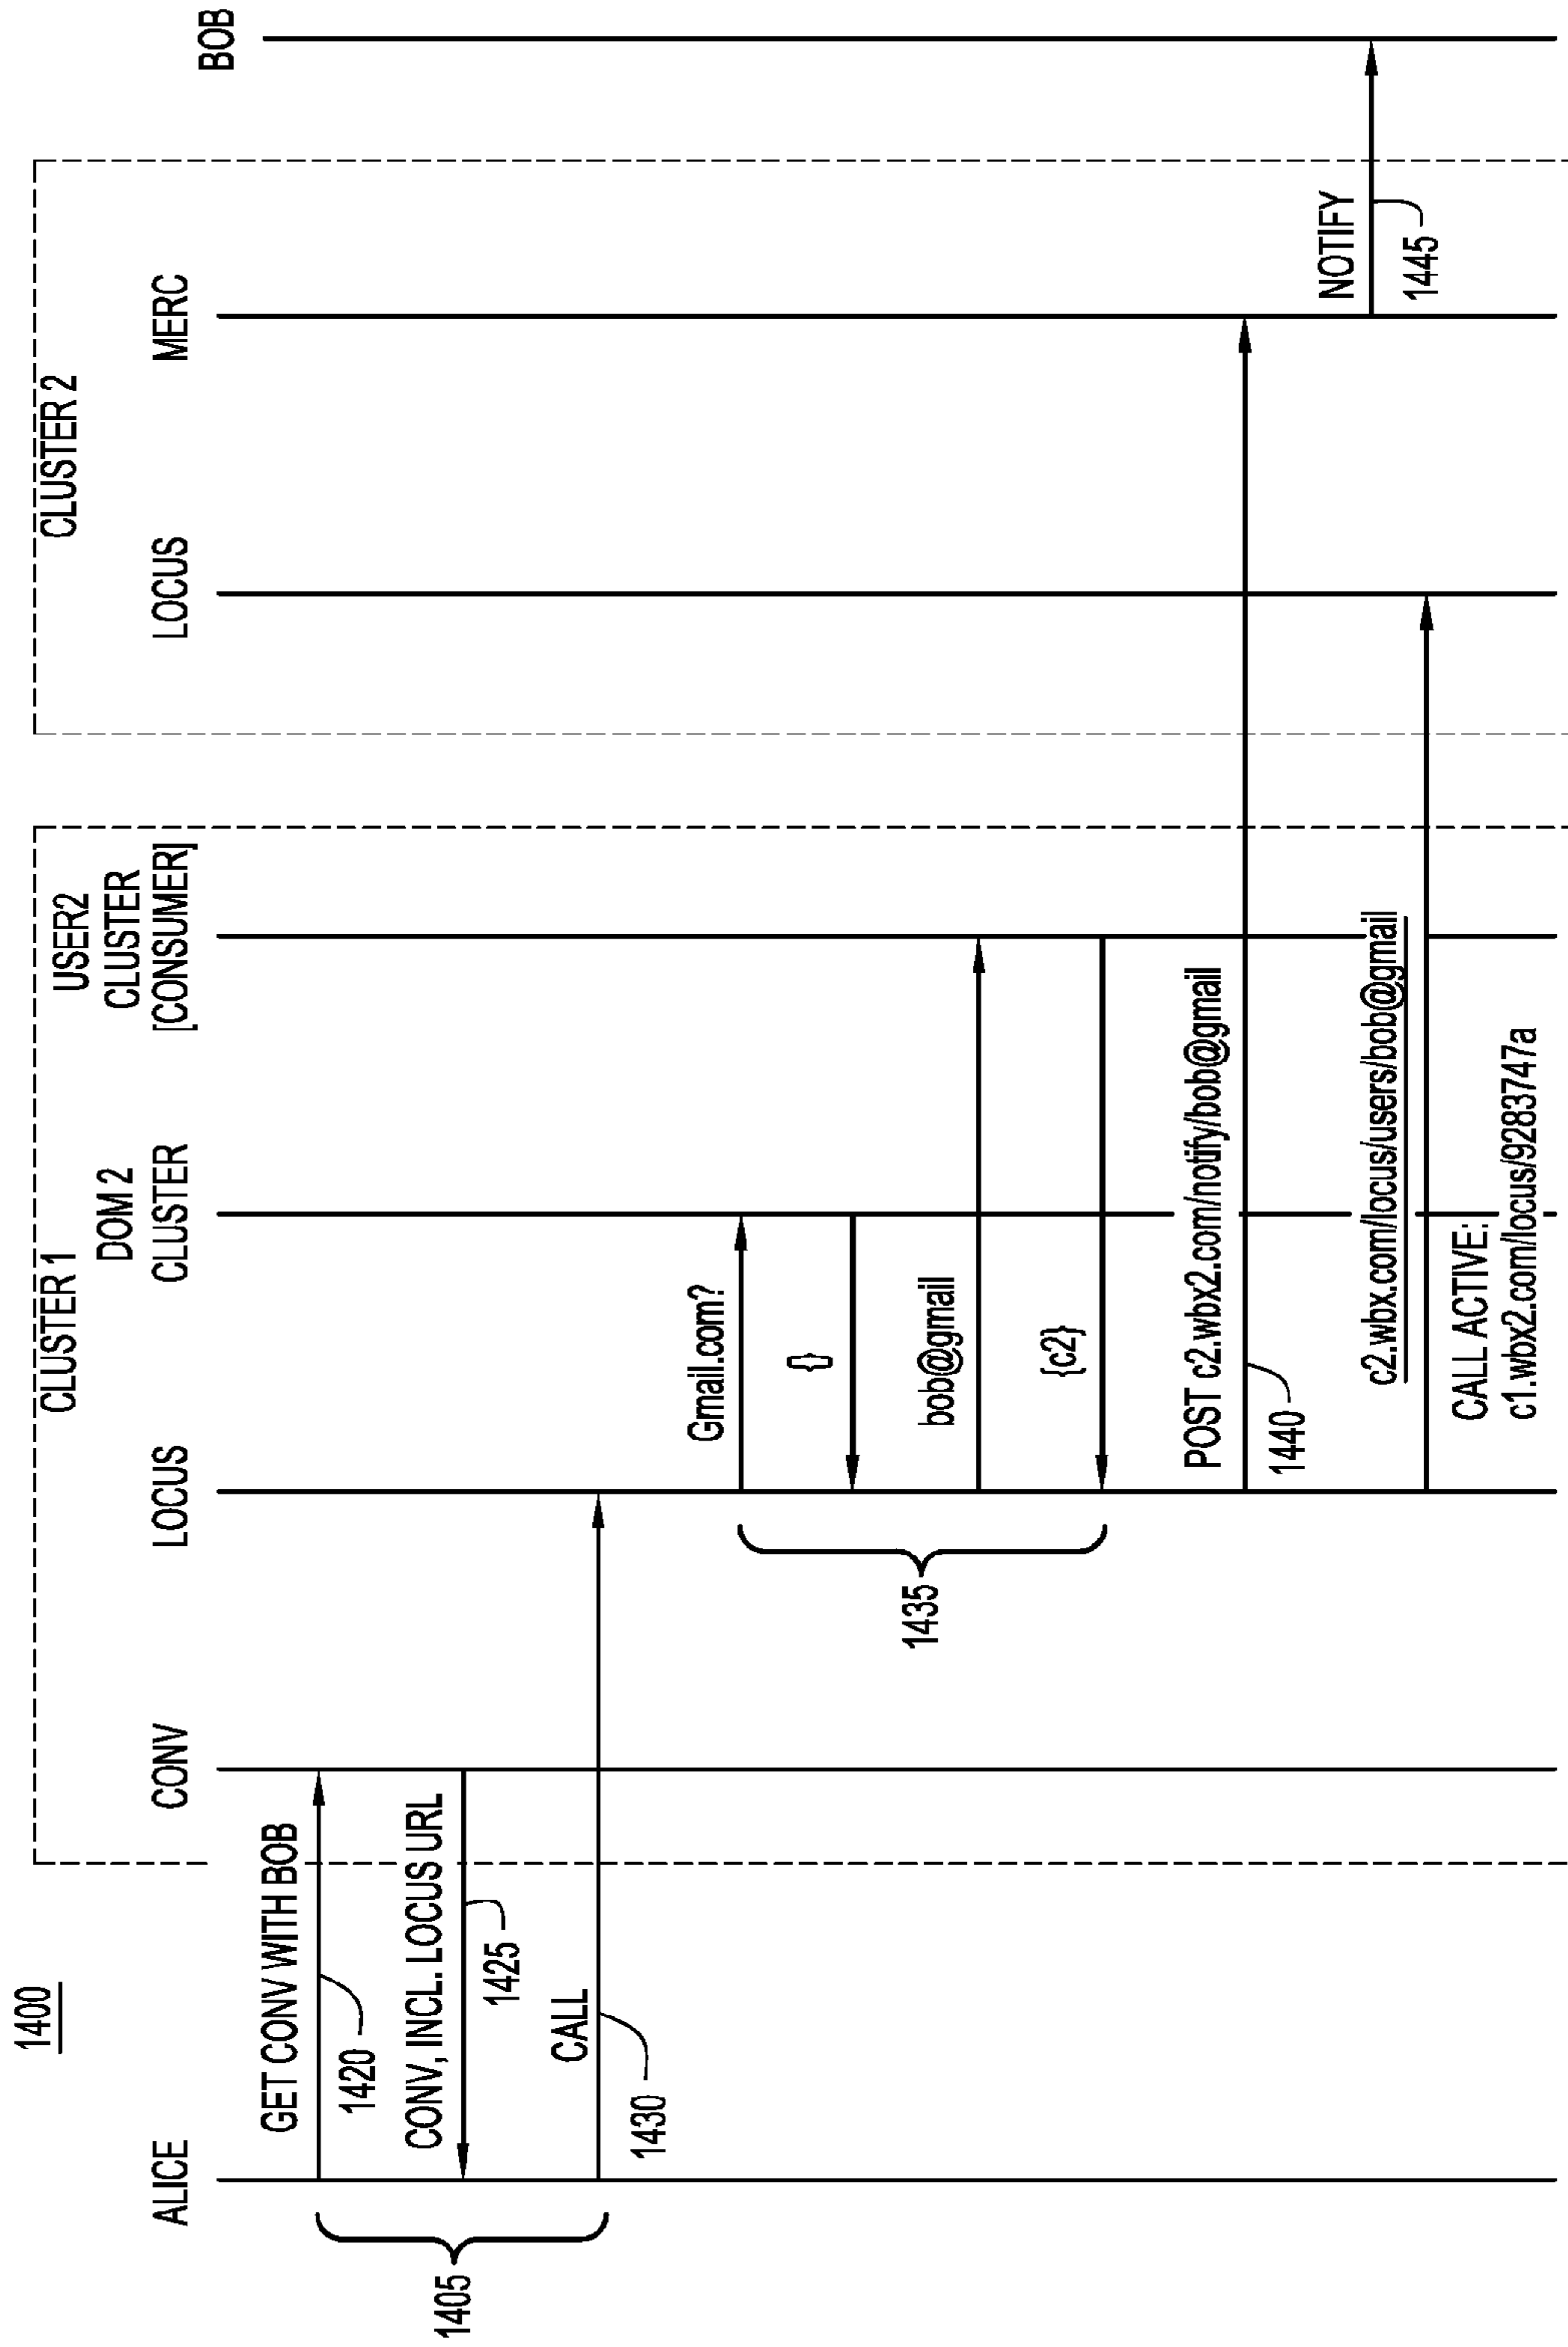 1400
CLUSTER 1
CLUSTER 2
ALICE
CONV
LOCUS
DOM 2
CLUSTER
USER2
CLUSTER
[CONSUMER]
LOCUS
MERC
BOB
1405
GET CONV WITH BOB
1420
CONV, INCL. LOCUS URL
1425
CALL
1430
1435
Gmail.com?
{}
bob@gmail
{c2}
POST c2.wbx2.com/notify/bob@gmail
1440
NOTIFY
1445
c2.wbx.com/locus/users/bob@gmail
CALL ACTIVE:
c1.wbx2.com/locus/9283747a